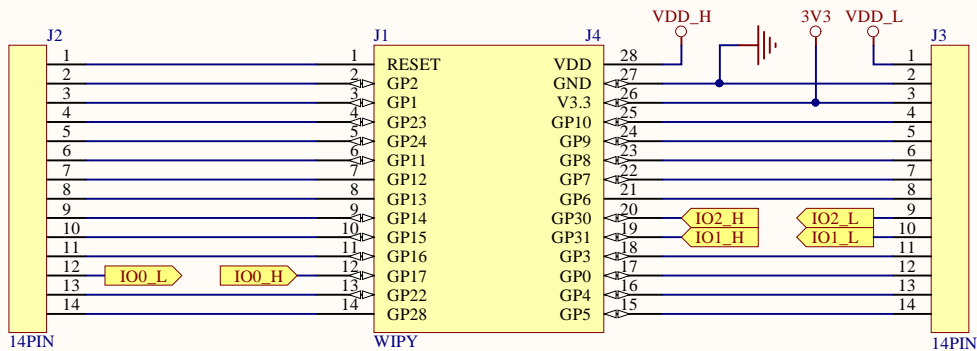 VDD_H 3V3 VDD_L
J2 J1 J4 J3
1 1 RESET VDD 28 1
2 2 GP2 GND 27 2
3 3 GP1 V3.3 26 3
4 4 GP23 GP10 25 4
5 5 GP24 GP9 24 5
6 6 GP11 GP8 23 6
7 7 GP12 GP7 22 7
8 8 GP13 GP6 21 8
9 9 GP14 GP30 20 IO2_H IO2_L 9
10 10 GP15 GP31 19 IO1_H IO1_L 10
11 11 GP16 GP3 18 11
12 IO0_L IO0_H 12 GP17 GP0 17 12
13 13 GP22 GP4 16 13
14 14 GP28 GP5 15 14
14PIN WIPY 14PIN